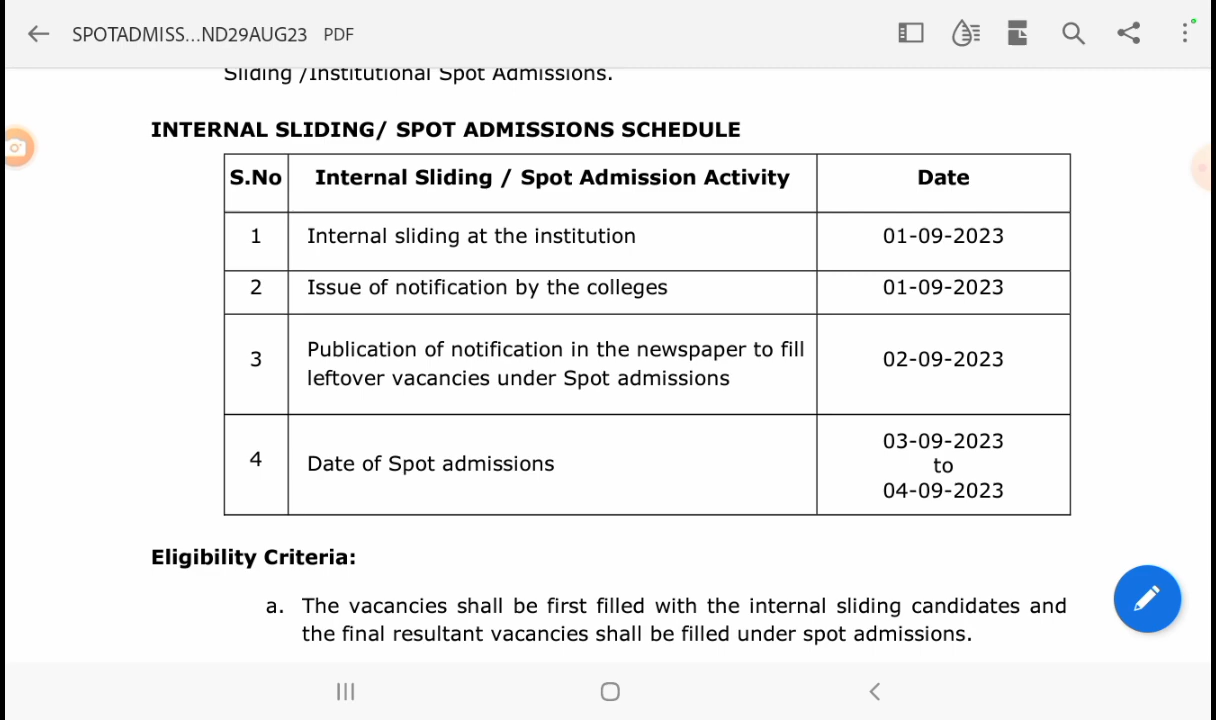 SPOTADMISS...ND29AUG23 PDF
Sliding /Institutional Spot Admissions.
INTERNAL SLIDING/ SPOT ADMISSIONS SCHEDULE
S.No Internal Sliding / Spot Admission Activity Date
1 Internal sliding at the institution 01-09-2023
2 Issue of notification by the colleges 01-09-2023
3 Publication of notification in the newspaper to fill
leftover vacancies under Spot admissions 02-09-2023
4 Date of Spot admissions 03-09-2023
to
04-09-2023
Eligibility Criteria:
a. The vacancies shall be first filled with the internal sliding candidates and
the final resultant vacancies shall be filled under spot admissions.